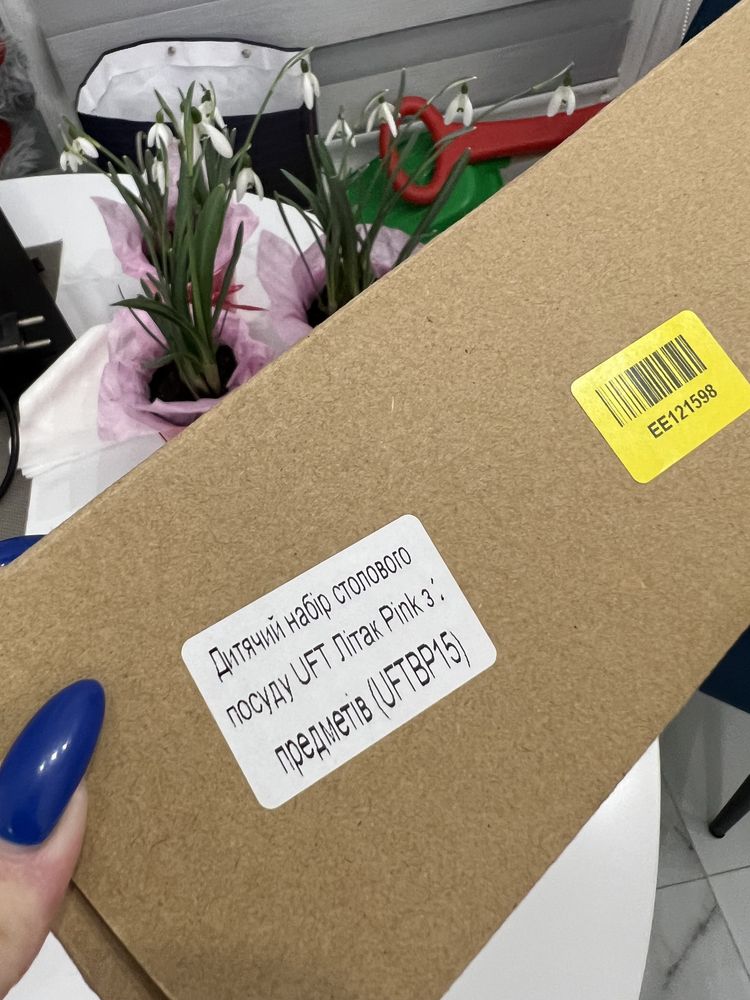 EE121598
Дитячий набір столового
посуду UFT Літак Pink з
предметів (UFTBP15)